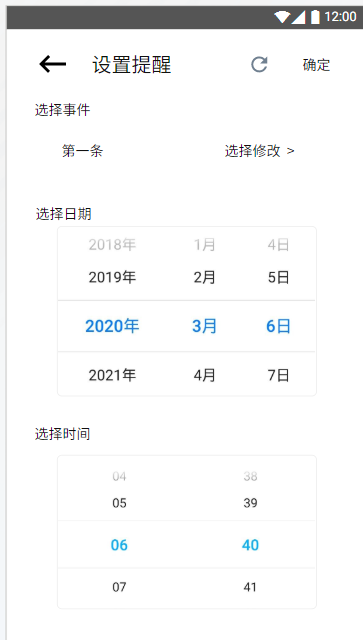 12:00
设置提醒 确定
选择事件
第一条 选择修改 >
选择日期
2018年 1月 4日
2019年 2月 5日
2020年 3月 6日
2021年 4月 7日
选择时间
04 38
05 39
06 40
07 41